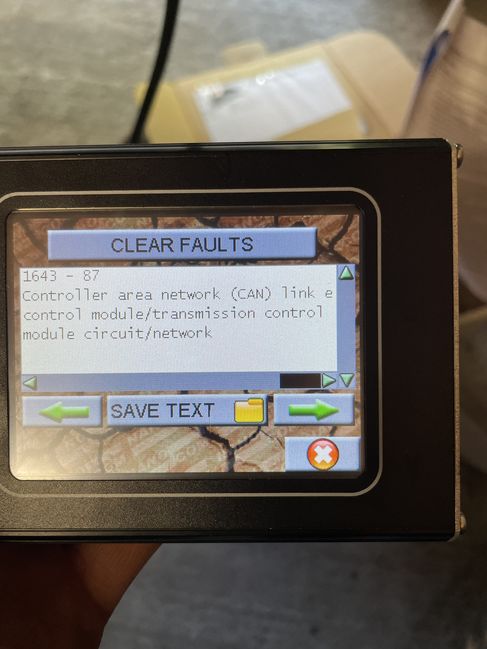 CLEAR FAULTS
1643 - 87
Controller area network (CAN) link e
control module/transmission control
module circuit/network
SAVE TEXT